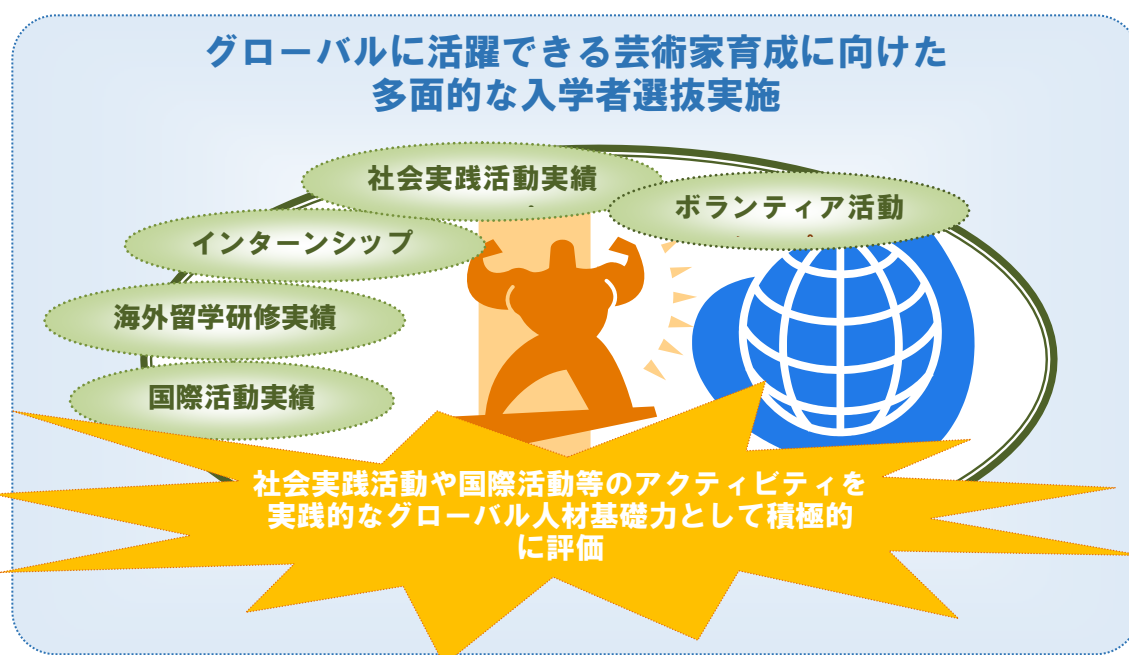 グローバルに活躍できる芸術家育成に向けた
多面的な入学者選抜実施
社会実践活動実績
ボランティア活動
インターンシップ
海外留学研修実績
国際活動実績
社会実践活動や国際活動等のアクティビティを
実践的なグローバル人材基礎力として積極的
に評価